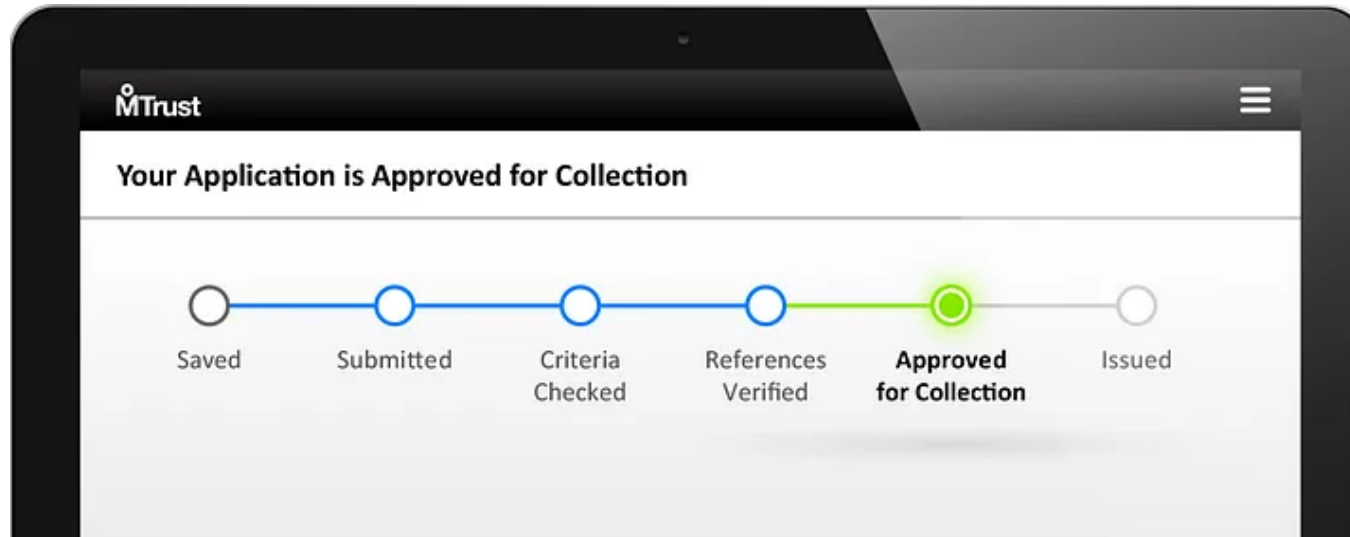 MTrust
Your Application is Approved for Collection
Saved
Submitted
Criteria
Checked
References
Verified
Approved
for Collection
Issued